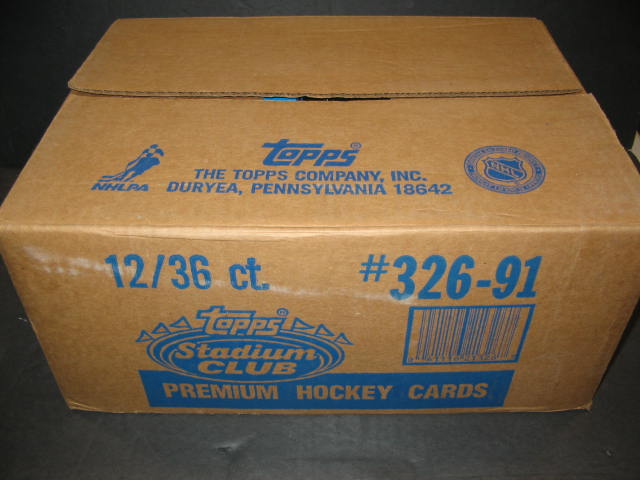 Topps
THE TOPPS COMPANY, INC.
DURYEA, PENNSYLVANIA 18642
NHLPA
NHL
12/36 ct.
#326-91
Topps
Stadium
CLUB
PREMIUM HOCKEY CARDS